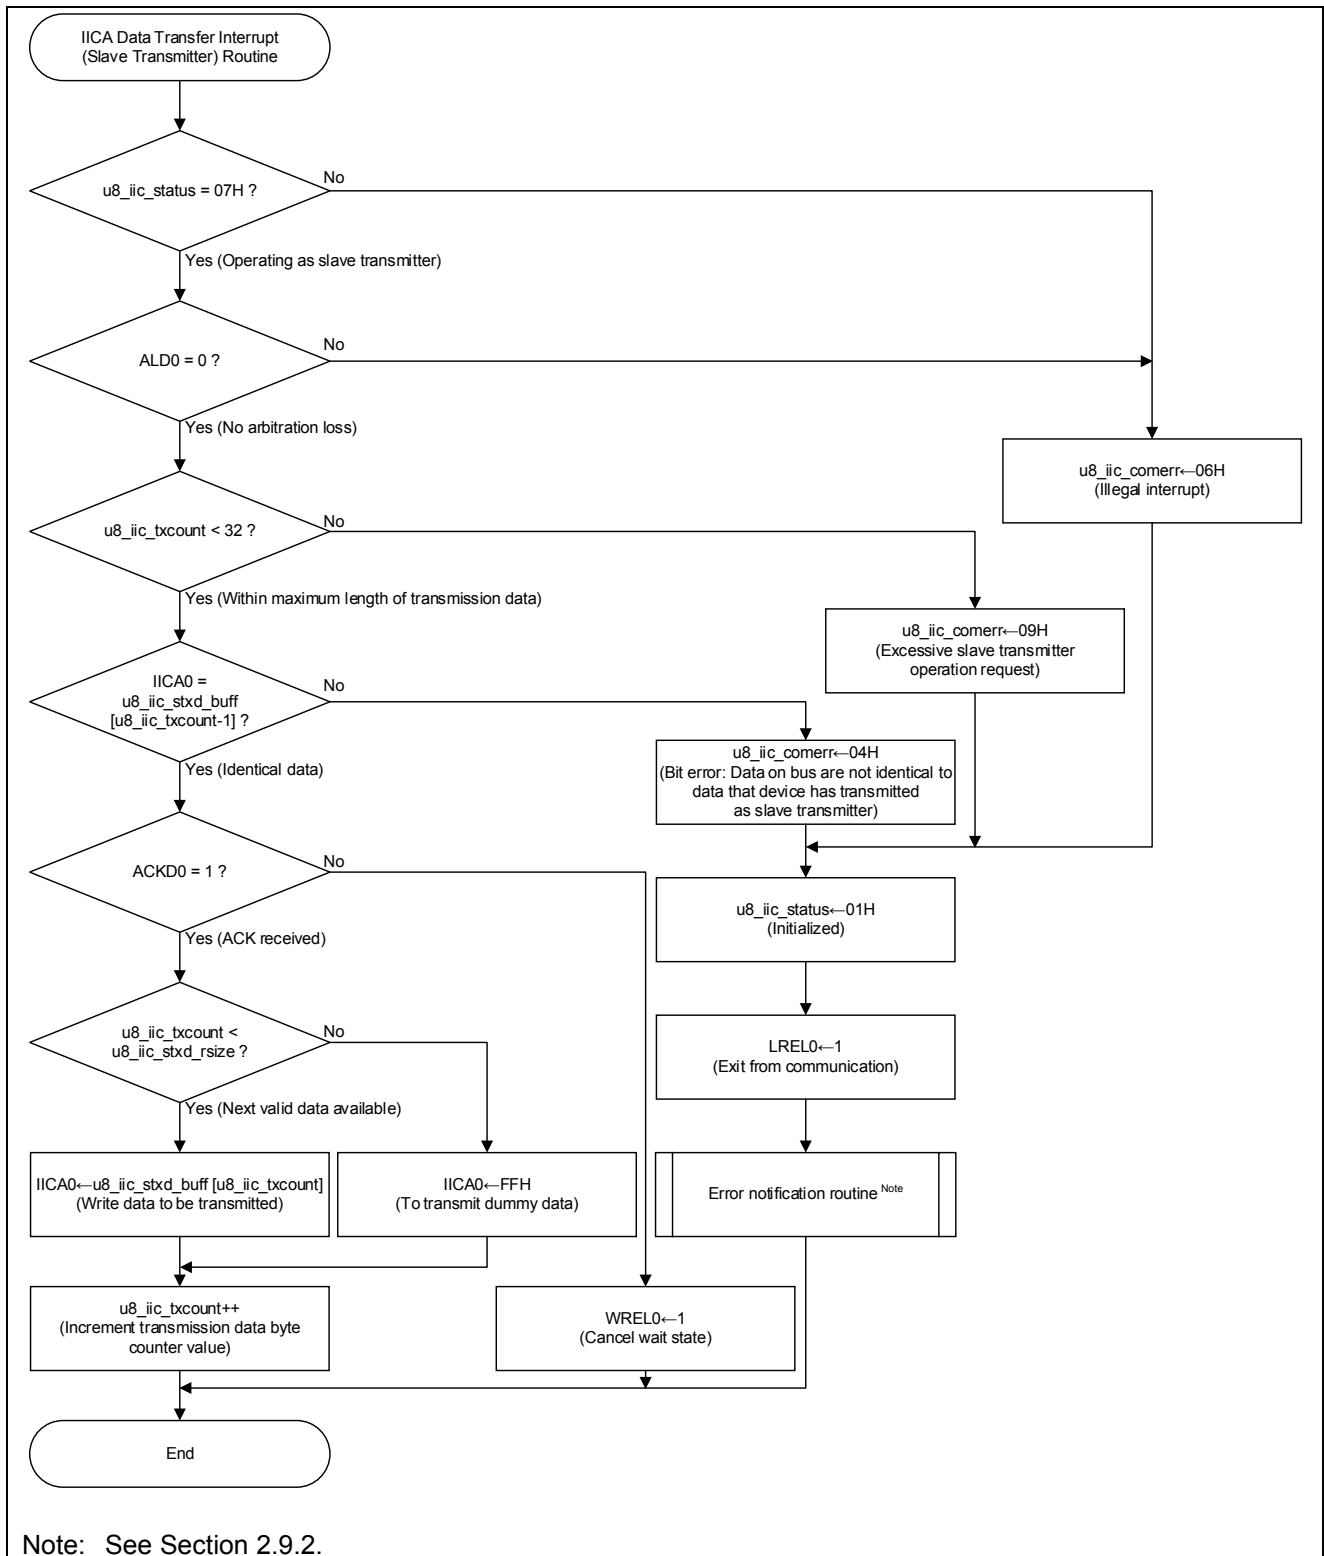 IICA Data Transfer Interrupt
(Slave Transmitter) Routine
u8_iic_status = 07H ?
No
Yes (Operating as slave transmitter)
ALD0 = 0 ?
No
Yes (No arbitration loss)
u8_iic_comerr←06H
(Illegal interrupt)
u8_iic_txcount < 32 ?
No
Yes (Within maximum length of transmission data)
u8_iic_comerr←09H
(Excessive slave transmitter
operation request)
IICA0 =
u8_iic_stxd_buff
[u8_iic_txcount-1] ?
No
Yes (Identical data)
u8_iic_comerr←04H
(Bit error: Data on bus are not identical to
data that device has transmitted
as slave transmitter)
ACKD0 = 1 ?
No
Yes (ACK received)
u8_iic_status←01H
(Initialized)
u8_iic_txcount <
u8_iic_stxd_rsize ?
No
Yes (Next valid data available)
LREL0←1
(Exit from communication)
IICA0←u8_iic_stxd_buff [u8_iic_txcount]
(Write data to be transmitted)
IICA0←FFH
(To transmit dummy data)
Error notification routine Note
u8_iic_txcount++
(Increment transmission data byte
counter value)
WREL0←1
(Cancel wait state)
End
Note: See Section 2.9.2.